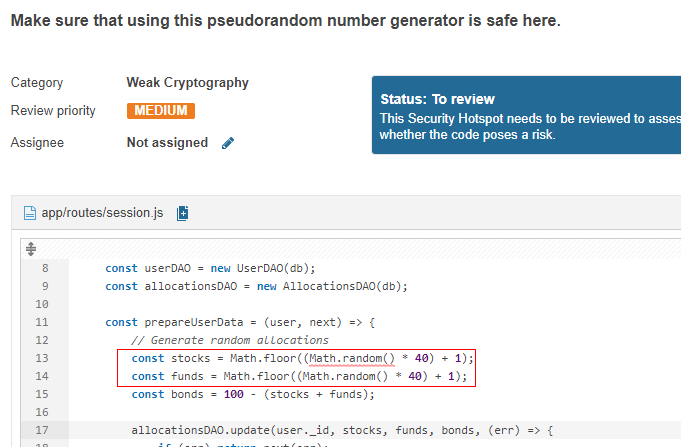 Make sure that using this pseudorandom number generator is safe here.
Category Weak Cryptography
Review priority MEDIUM
Assignee Not assigned
Status: To review
This Security Hotspot needs to be reviewed to asses
whether the code poses a risk.
app/routes/session.js
8 const userDAO = new UserDAO(db);
9 const allocationsDAO = new AllocationsDAO(db);
10
11 const prepareUserData = (user, next) => {
12 // Generate random allocations
13 const stocks = Math.floor((Math.random() * 40) + 1);
14 const funds = Math.floor((Math.random() * 40) + 1);
15 const bonds = 100 - (stocks + funds);
16
17 allocationsDAO.update(user._id, stocks, funds, bonds, (err) => {